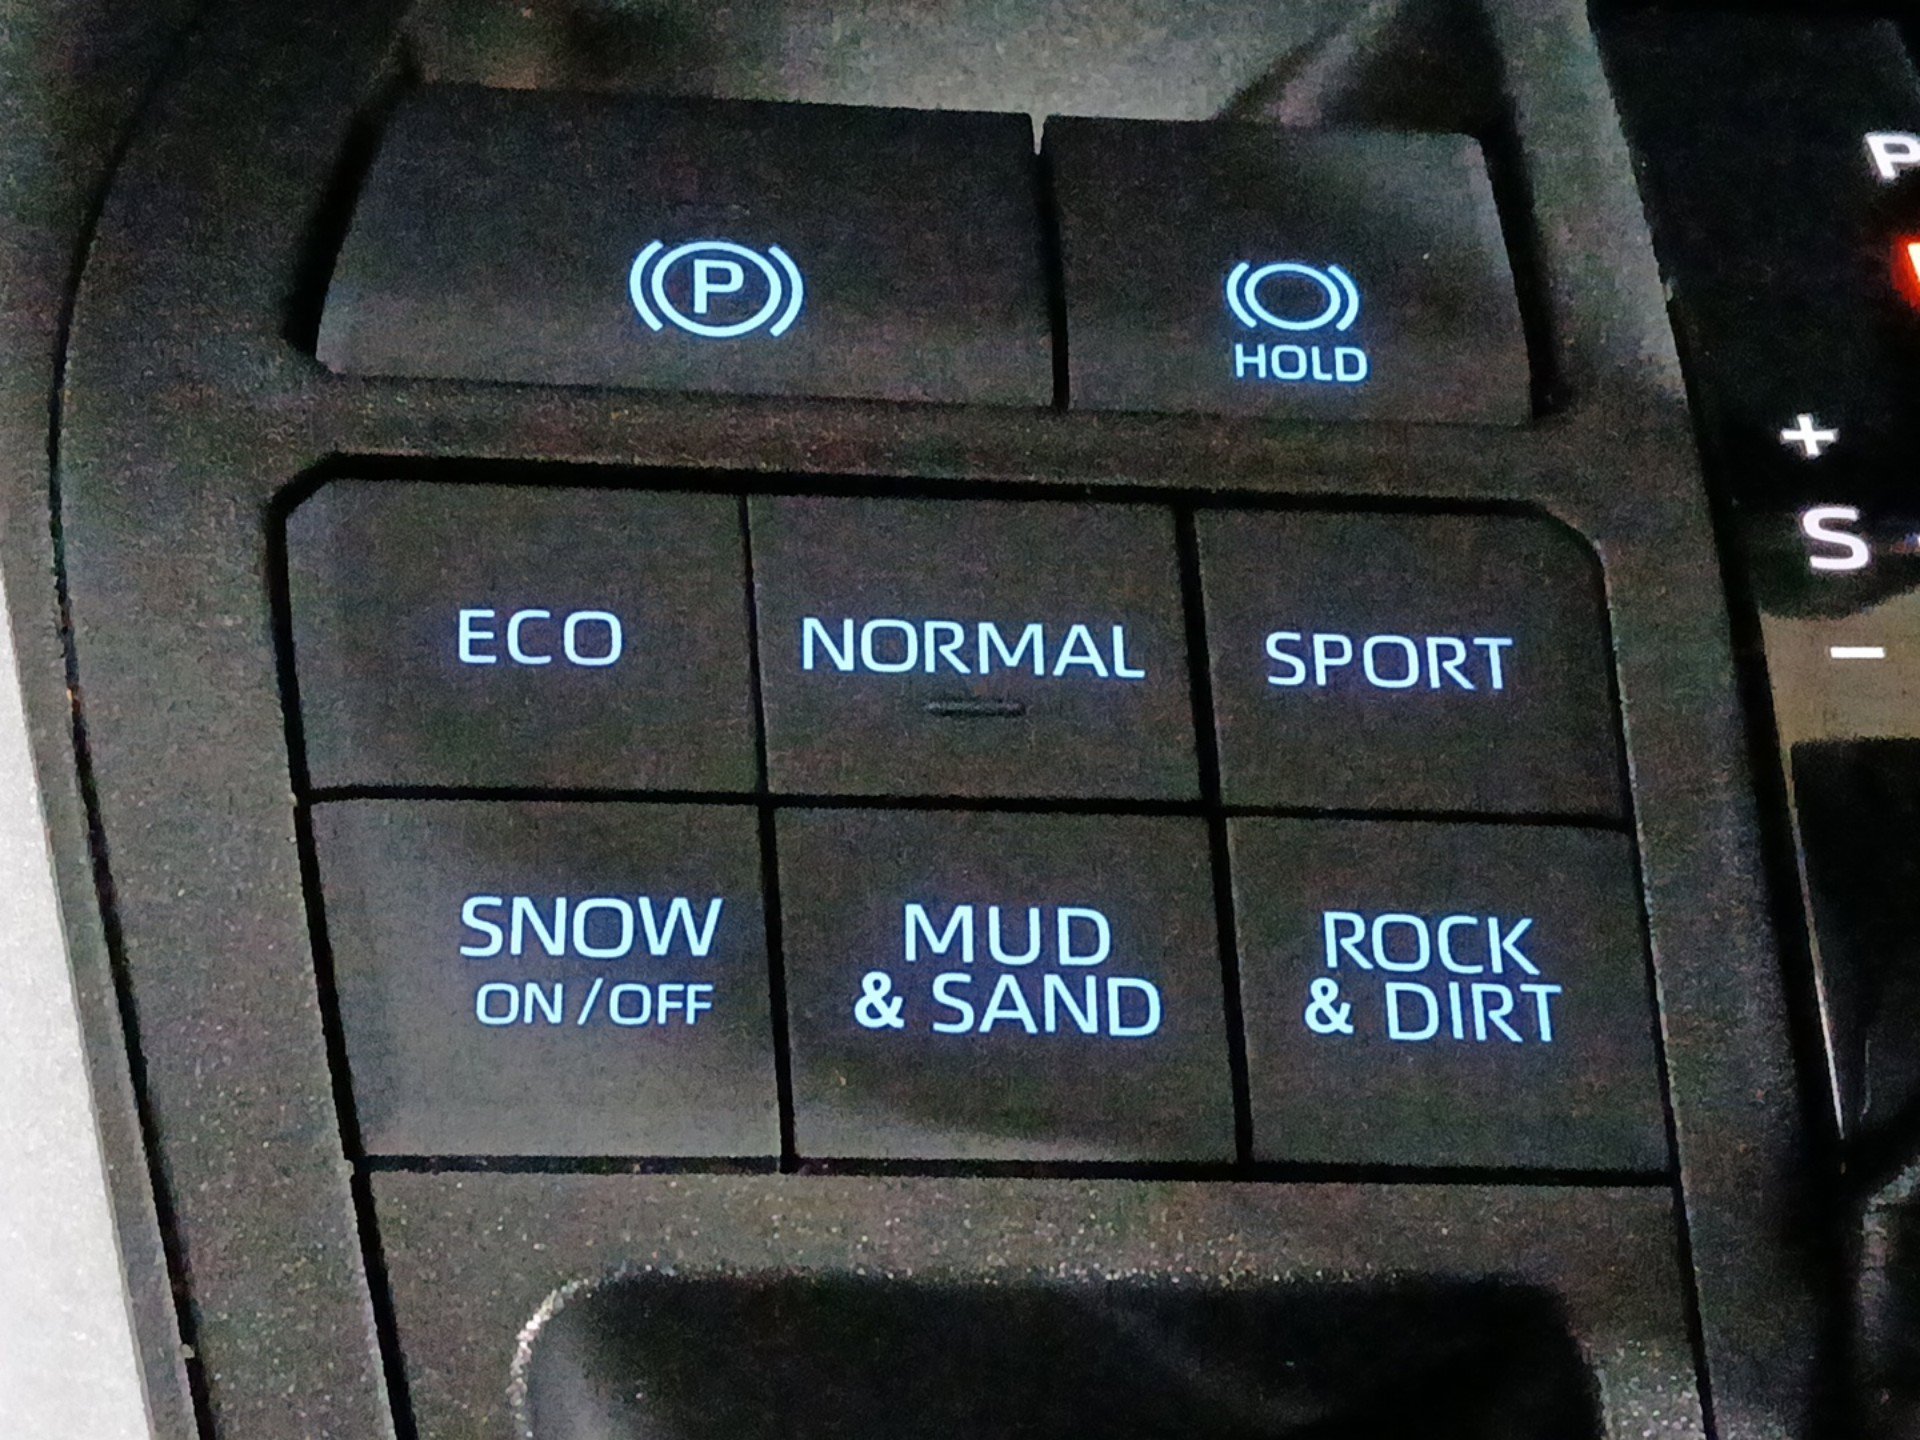 P
P
HOLD
+
S
ECO
NORMAL
SPORT
−
SNOW
ON/OFF
MUD
& SAND
ROCK
& DIRT